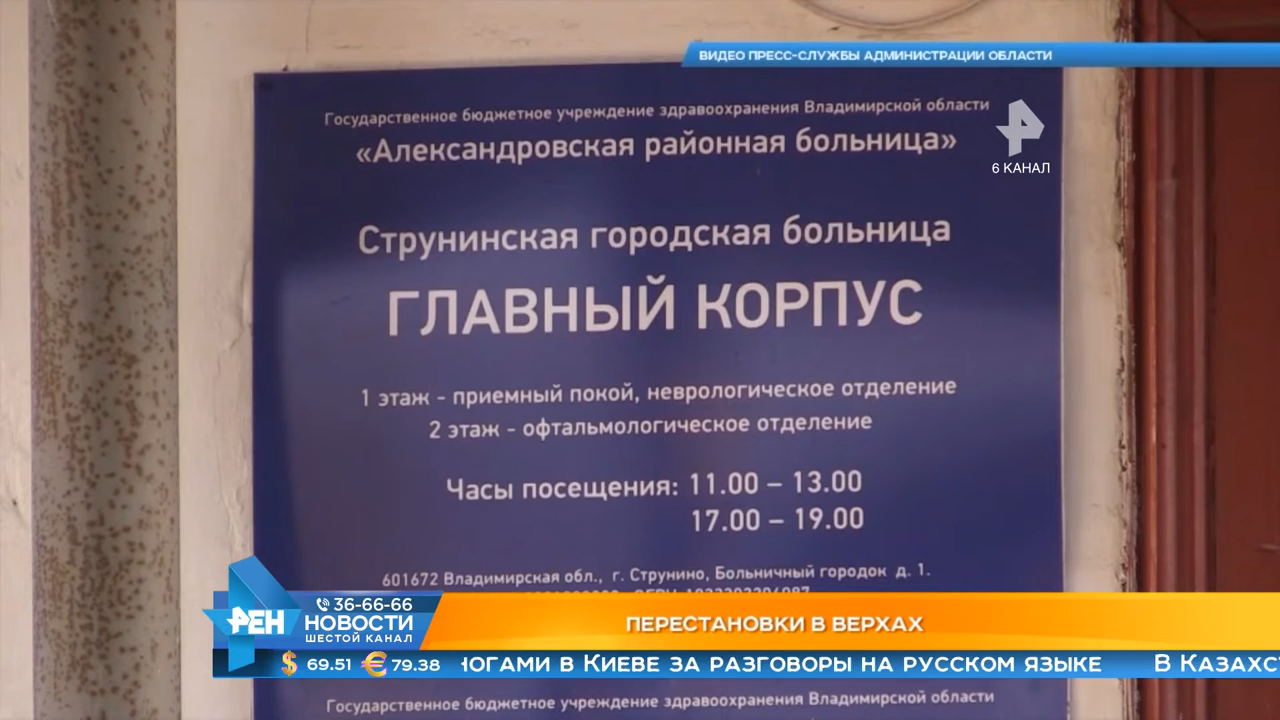 ВИДЕО ПРЕСС-СЛУЖБЫ АДМИНИСТРАЦИИ ОБЛАСТИ
Государственное бюджетное учреждение здравоохранения Владимирской области
«Александровская районная больница»
6 КАНАЛ
Струнинская городская больница
ГЛАВНЫЙ КОРПУС
1 этаж - приемный покой, неврологическое отделение
2 этаж - офтальмологическое отделение
Часы посещения: 11.00 – 13.00
17.00 – 19.00
601672 Владимирская обл., г. Струнино, Больничный городок д. 1.
РЕН
36-66-66
НОВОСТИ
ШЕСТОЙ КАНАЛ
ПЕРЕСТАНОВКИ В ВЕРХАХ
$ 69.51 € 79.38 НОГАМИ В КИЕВЕ ЗА РАЗГОВОРЫ НА РУССКОМ ЯЗЫКЕ В КАЗАХСТ
Государственное бюджетное учреждение здравоохранения Владимирской области